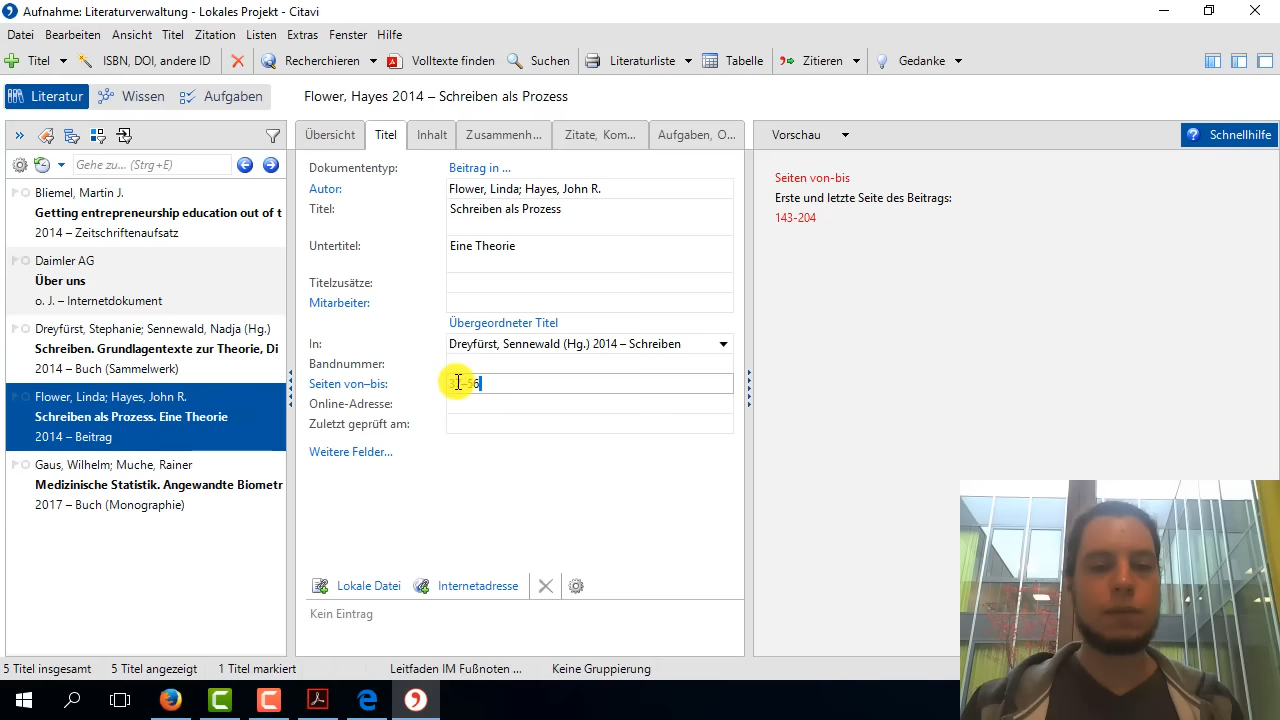 Aufnahme: Literaturverwaltung - Lokales Projekt - Citavi
Datei Bearbeiten Ansicht Titel Zitation Listen Extras Fenster Hilfe
Titel ISBN, DOI, andere ID Recherchieren Volltexte finden Suchen Literaturliste Tabelle Zitieren Gedanke
Literatur Wissen Aufgaben Flower, Hayes 2014 – Schreiben als Prozess
Gehe zu... (Strg+E)
Bliemel, Martin J.
Getting entrepreneurship education out of t
2014 – Zeitschriftenaufsatz
Daimler AG
Über uns
o. J. – Internetdokument
Dreyfürst, Stephanie; Sennewald, Nadja (Hg.)
Schreiben. Grundlagentexte zur Theorie, Di
2014 – Buch (Sammelwerk)
Flower, Linda; Hayes, John R.
Schreiben als Prozess. Eine Theorie
2014 – Beitrag
Gaus, Wilhelm; Muche, Rainer
Medizinische Statistik. Angewandte Biometr
2017 – Buch (Monographie)
Übersicht Titel Inhalt Zusammenh... Zitate, Kom... Aufgaben, O...
Dokumententyp: Beitrag in ...
Autor: Flower, Linda; Hayes, John R.
Titel: Schreiben als Prozess
Untertitel: Eine Theorie
Titelzusätze:
Mitarbeiter:
Übergeordneter Titel
In: Dreyfürst, Sennewald (Hg.) 2014 – Schreiben
Bandnummer:
Seiten von–bis: –56
Online-Adresse:
Zuletzt geprüft am:
Weitere Felder...
Lokale Datei Internetadresse
Kein Eintrag
Vorschau Schnellhilfe
Seiten von-bis
Erste und letzte Seite des Beitrags:
143-204
5 Titel insgesamt 5 Titel angezeigt 1 Titel markiert Leitfaden IM Fußnoten ... Keine Gruppierung